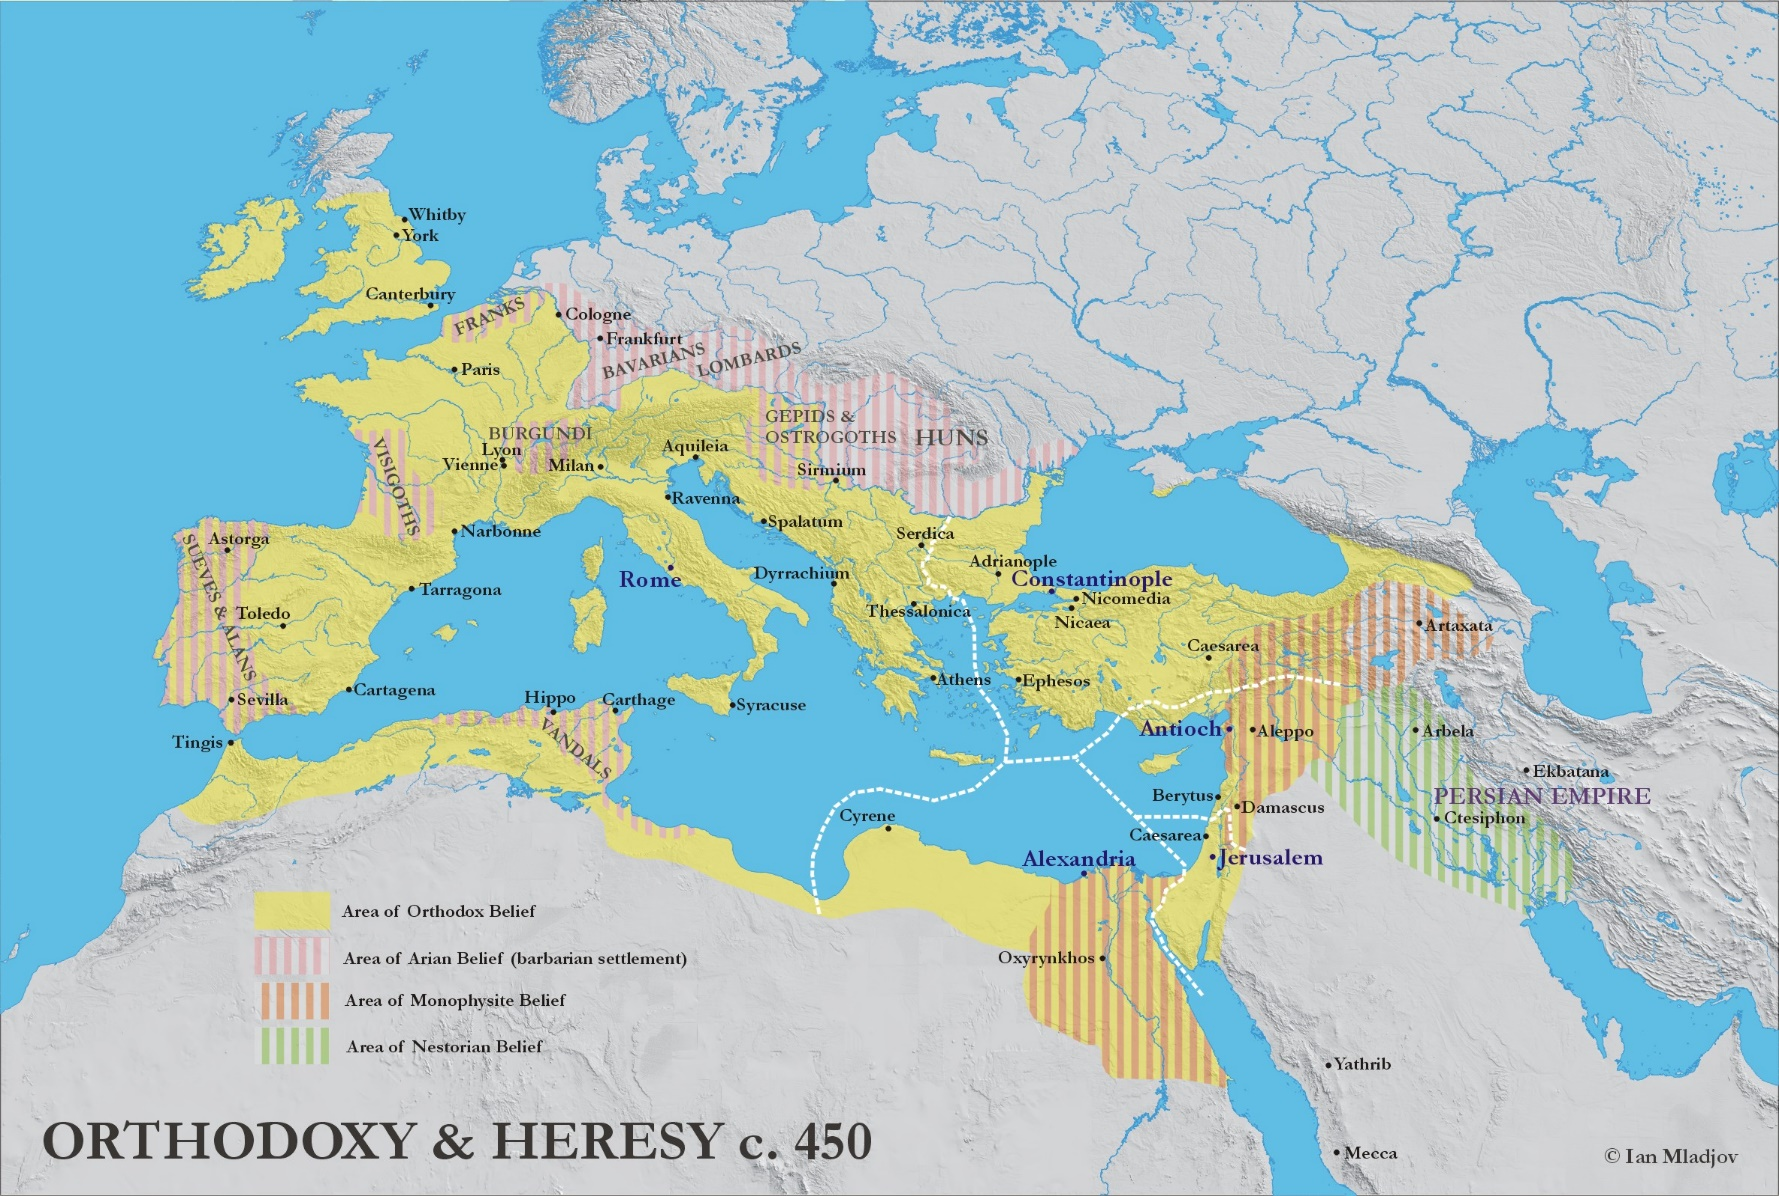 Whitby
York
Canterbury
FRANKS
Cologne
Frankfurt
BAVARIANS
LOMBARDS
Paris
GEPIDS &
OSTROGOTHS
HUNS
BURGUNDI
Lyon
Vienne
Milan
Aquileia
Sirmium
VISIGOTHS
Ravenna
Spalatum
Narbonne
Serdica
Astorga
SUEVES & ALANS
Adrianople
Rome
Dyrrachium
Constantinople
Tarragona
Nicomedia
Toledo
Thessalonica
Nicaea
Artaxata
Caesarea
Athens
Ephesos
Cartagena
Sevilla
Hippo
Carthage
Syracuse
VANDALS
Tingis
Antioch
Aleppo
Arbela
Ekbatana
PERSIAN EMPIRE
Berytus
Damascus
Cyrene
Ctesiphon
Caesarea
Alexandria
Jerusalem
Area of Orthodox Belief
Area of Arian Belief (barbarian settlement)
Oxyrynkhos
Area of Monophysite Belief
Area of Nestorian Belief
Yathrib
ORTHODOXY & HERESY c. 450
Mecca
© Ian Mladjov